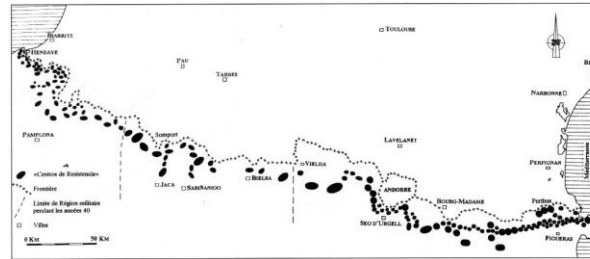 BIARRITZ
HENDAYE
PAU
TARBES
TOULOUSE
N
NARBONNE
PAMPLONA
Somport
JACA
SABIÑANIGO
BIELSA
VIELHA
LAVELANET
ANDORRE
SEO D'URGELL
BOURG-MADAME
PERPIGNAN
Perthus
FIGUERAS
Méditerranée
«Centros de Resistencia»
Frontière
Limite de Région militaire
pendant les années 40
Villes
0 KM 50 KM